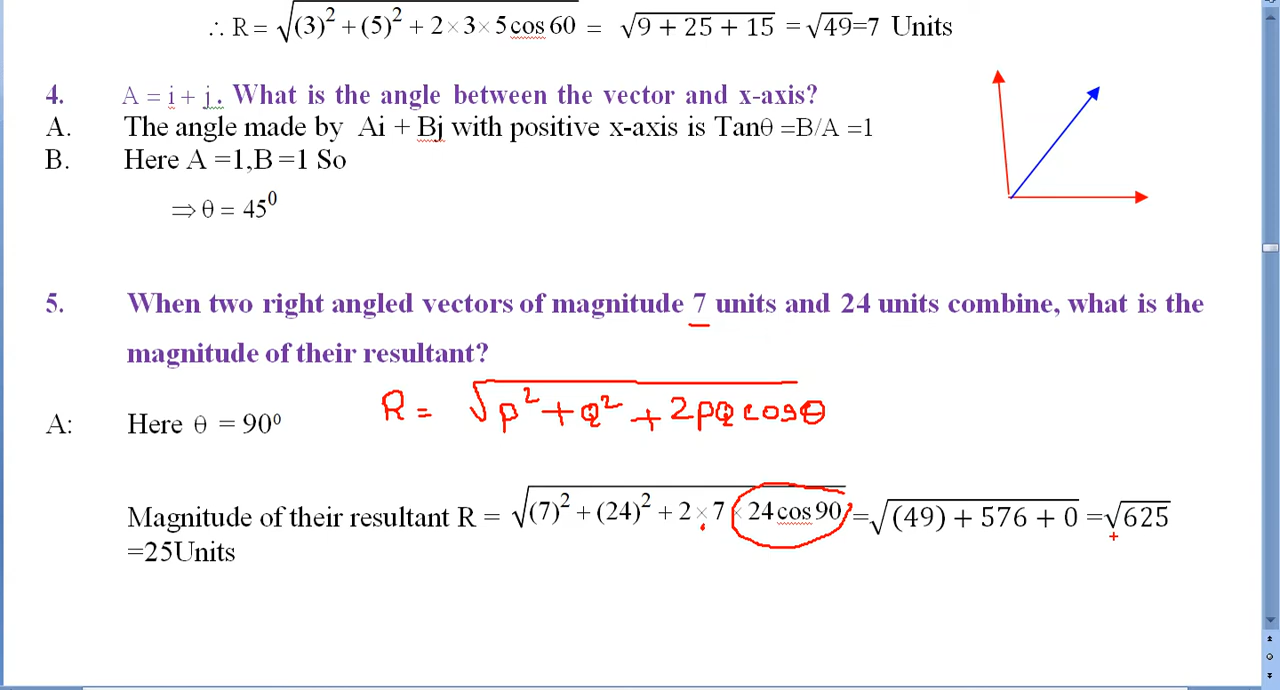 ∴ R = √(3)² + (5)² + 2 × 3 × 5 cos 60 = √9 + 25 + 15 = √49=7 Units
4. A = i + j. What is the angle between the vector and x-axis?
A. The angle made by Ai + Bj with positive x-axis is Tanθ =B/A =1
B. Here A =1,B =1 So
⇒ θ = 45⁰
5. When two right angled vectors of magnitude 7 units and 24 units combine, what is the
magnitude of their resultant?
R = √P² + Q² + 2PQ cosθ
A: Here θ = 90⁰
Magnitude of their resultant R = √(7)² + (24)² + 2 × 7 × 24 cos 90 = √(49) + 576 + 0 = √625
=25Units